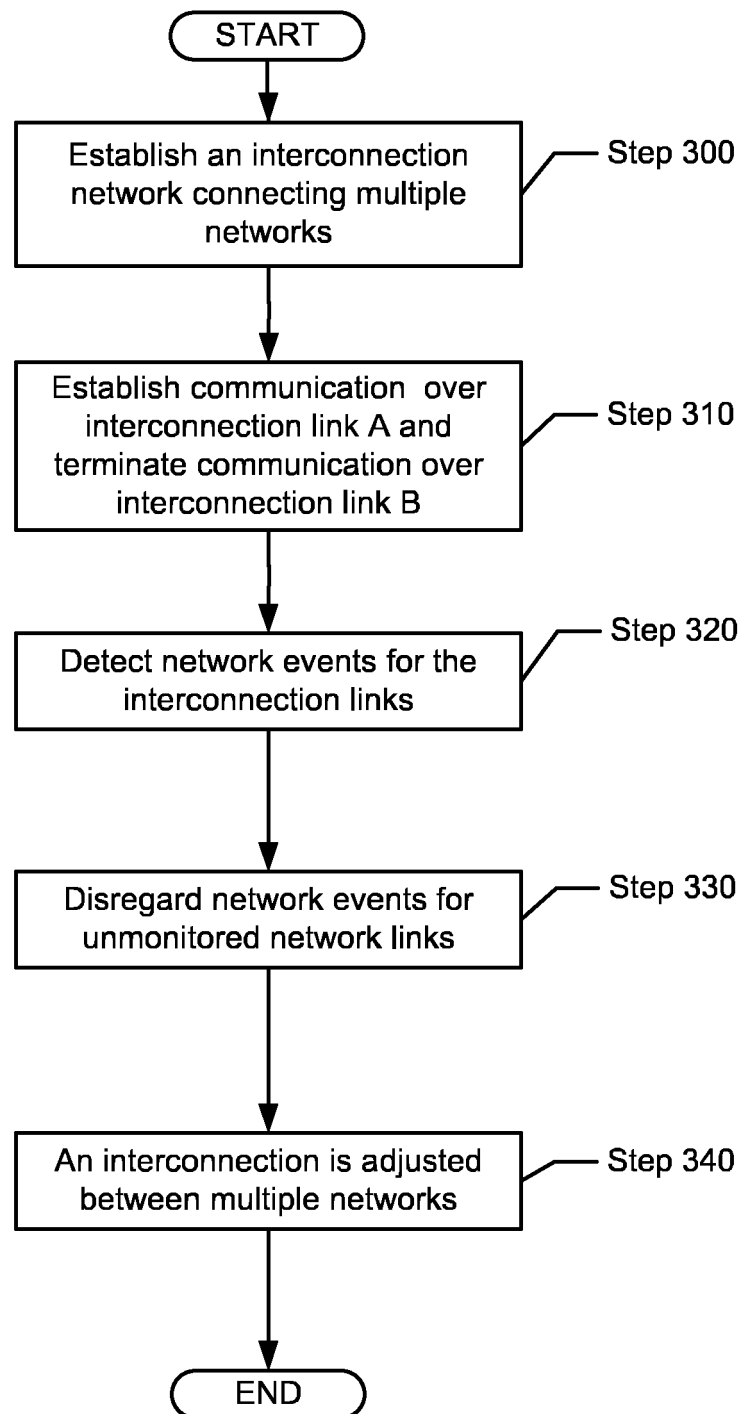 START
Establish an interconnection
network connecting multiple
networks
Step 300
Establish communication over
interconnection link A and
terminate communication over
interconnection link B
Step 310
Detect network events for the
interconnection links
Step 320
Disregard network events for
unmonitored network links
Step 330
An interconnection is adjusted
between multiple networks
Step 340
END